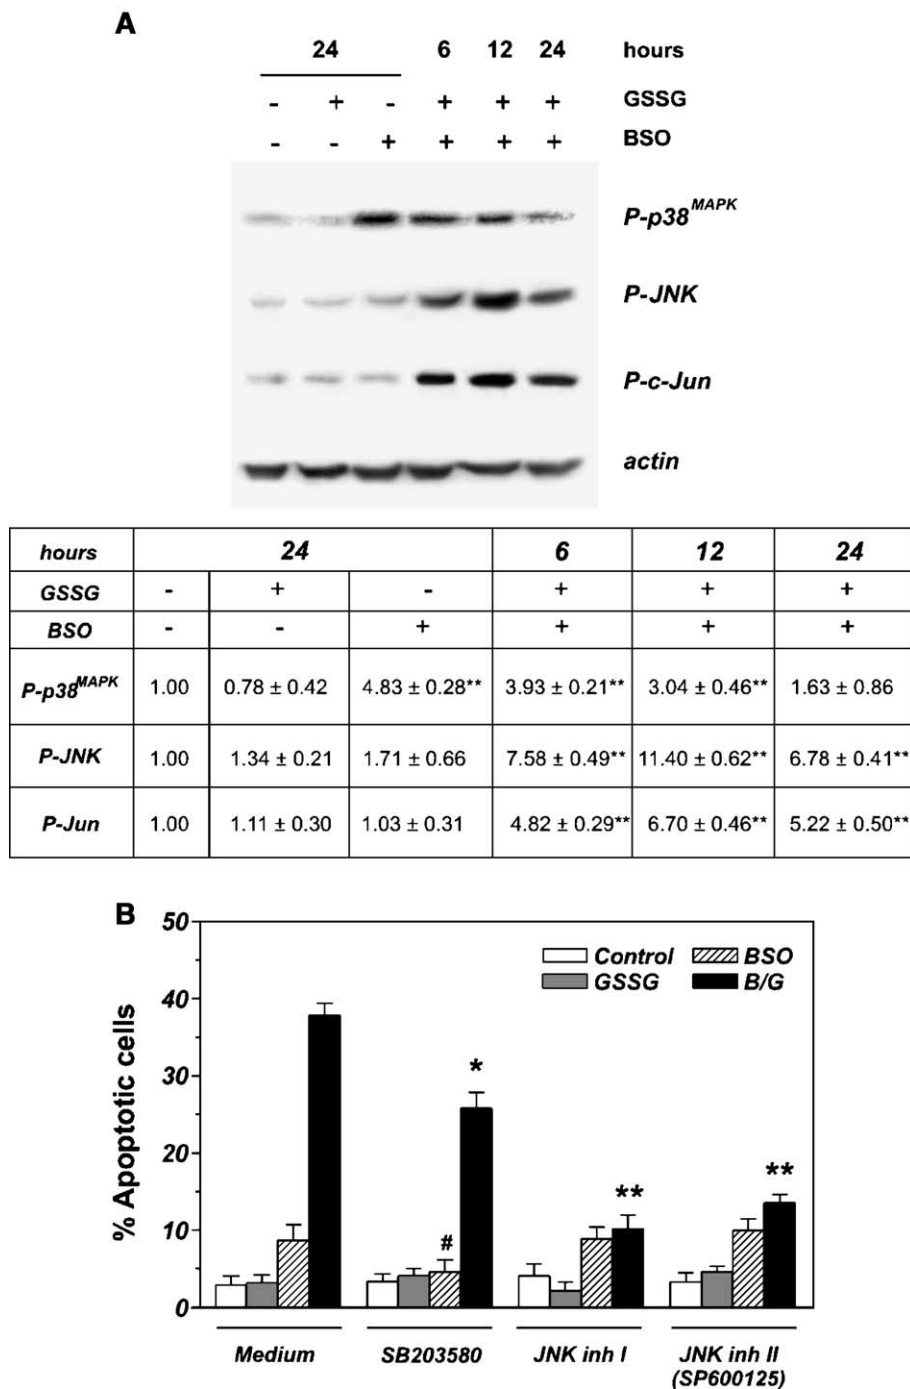 A
24 6 12 24 hours
- + - + + + GSSG
- - + + + + BSO
P-p38^MAPK
P-JNK
P-c-Jun
actin
hours 24 6 12 24
GSSG - + - + + +
BSO - - + + + +
P-p38^MAPK 1.00 0.78 ± 0.42 4.83 ± 0.28** 3.93 ± 0.21** 3.04 ± 0.46** 1.63 ± 0.86
P-JNK 1.00 1.34 ± 0.21 1.71 ± 0.66 7.58 ± 0.49** 11.40 ± 0.62** 6.78 ± 0.41**
P-Jun 1.00 1.11 ± 0.30 1.03 ± 0.31 4.82 ± 0.29** 6.70 ± 0.46** 5.22 ± 0.50**
B
% Apoptotic cells
50
40
30
20
10
0
Control BSO
GSSG B/G
# * ** **
Medium SB203580 JNK inh I JNK inh II
(SP600125)